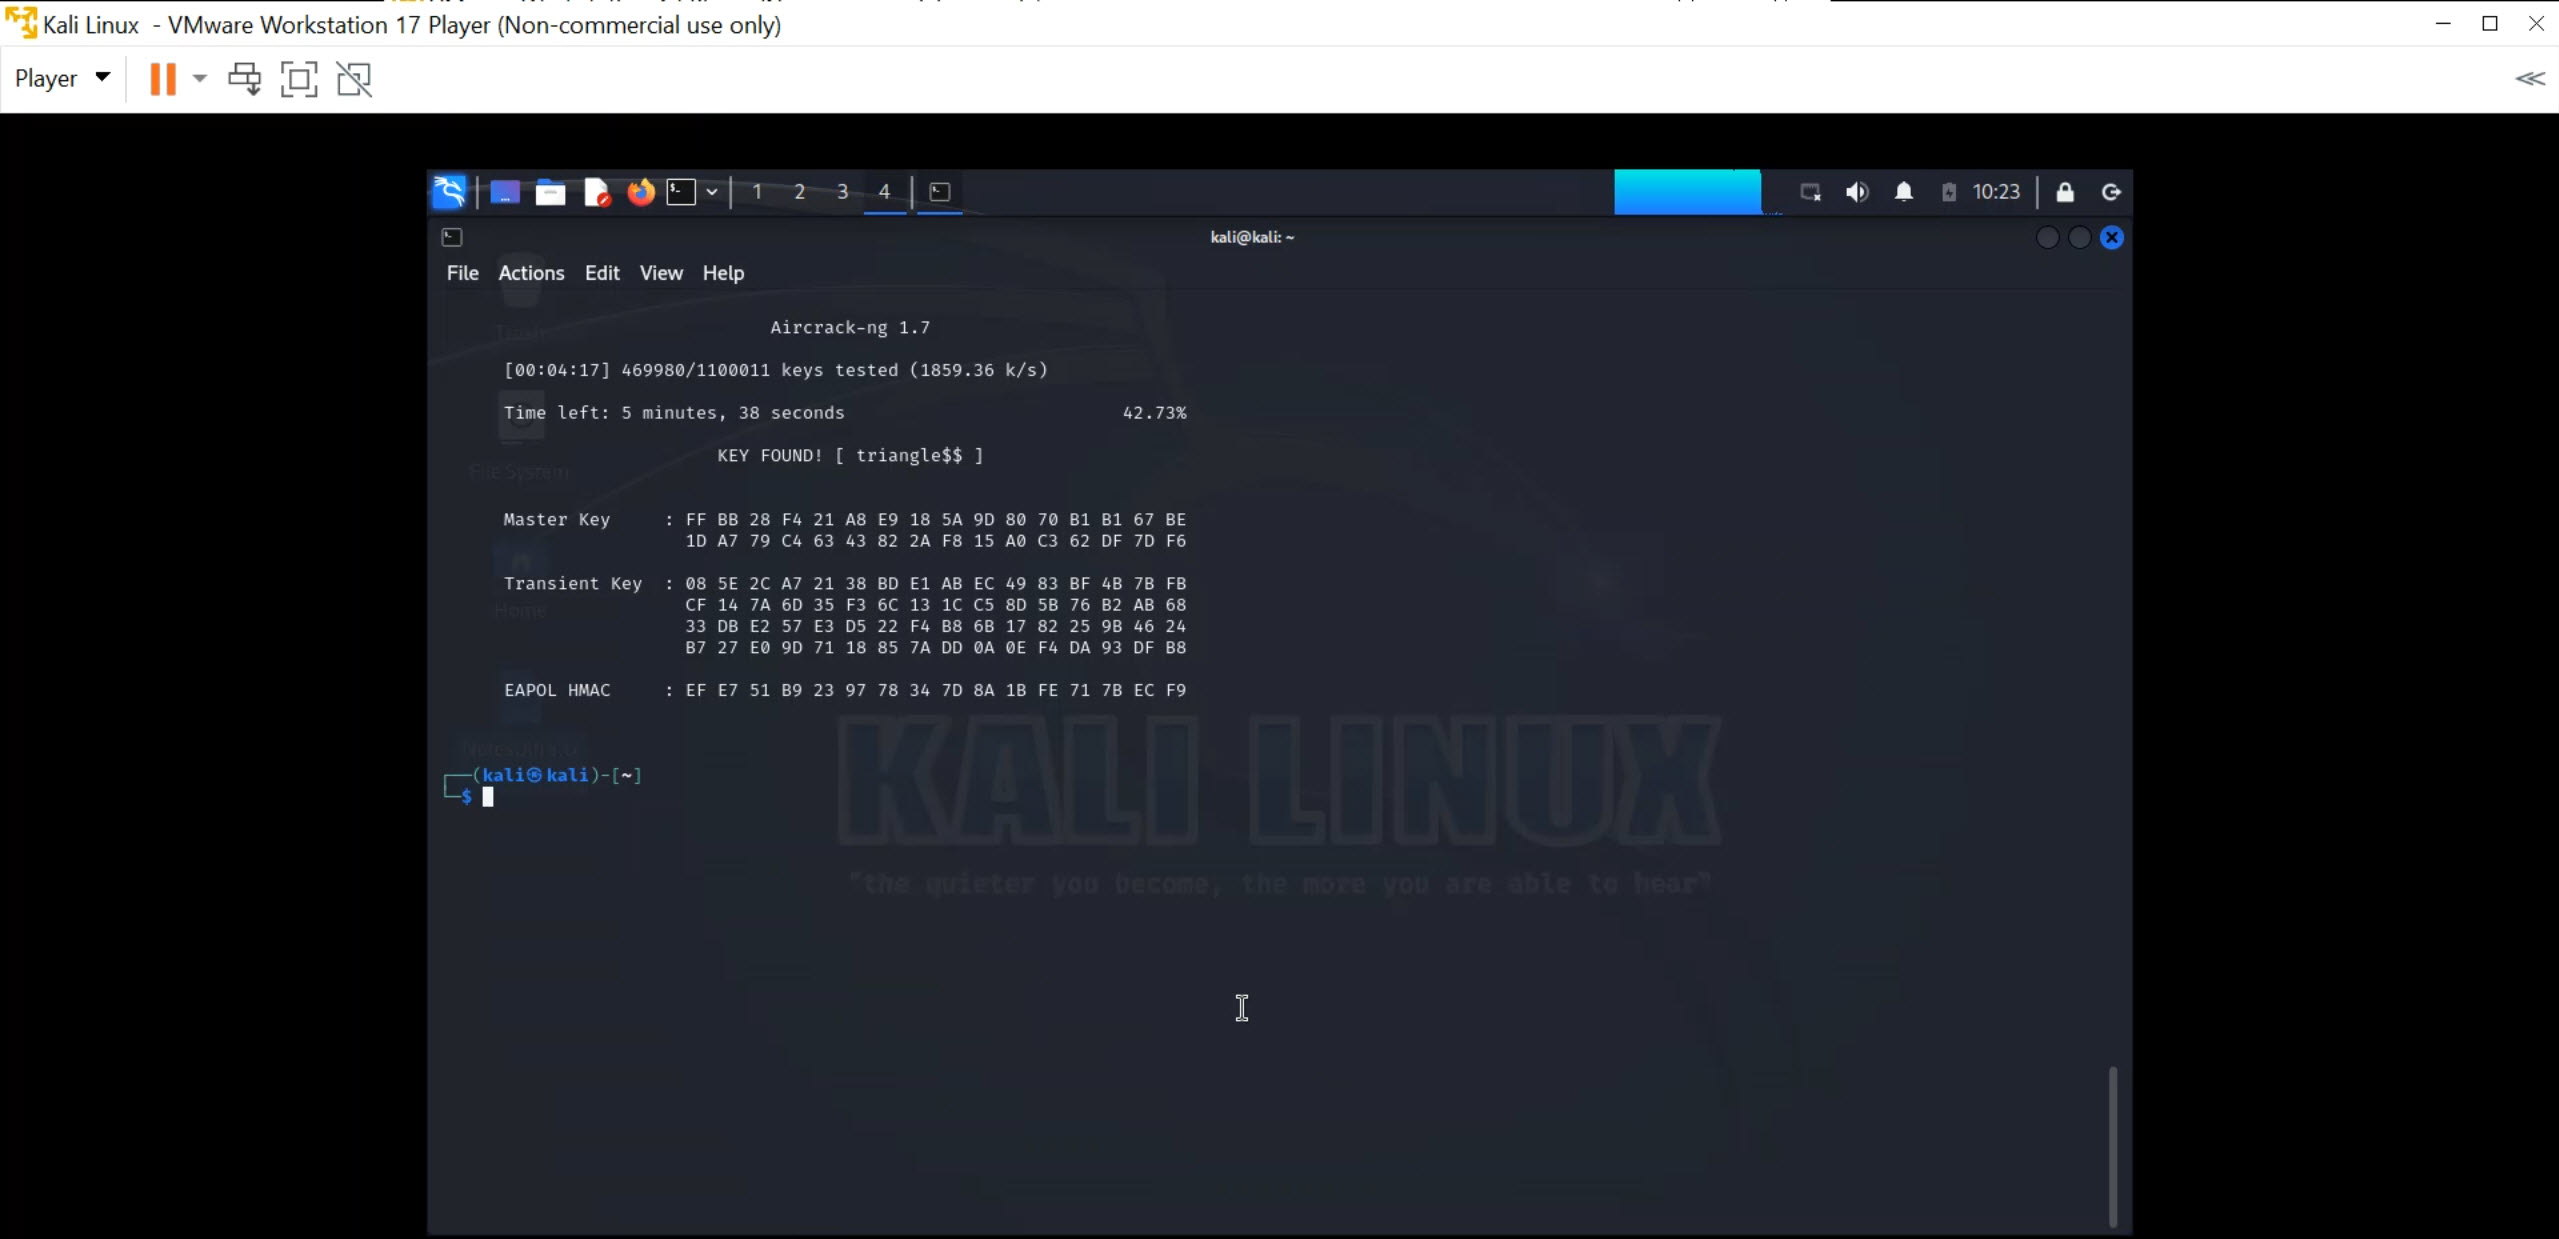 Kali Linux - VMware Workstation 17 Player (Non-commercial use only)
Player
1 2 3 4 10:23
kali@kali: ~
File Actions Edit View Help
Aircrack-ng 1.7
[00:04:17] 469980/1100011 keys tested (1859.36 k/s)
Time left: 5 minutes, 38 seconds 42.73%
KEY FOUND! [ triangle$$ ]
Master Key : FF BB 28 F4 21 A8 E9 18 5A 9D 80 70 B1 B1 67 BE
1D A7 79 C4 63 43 82 2A F8 15 A0 C3 62 DF 7D F6
Transient Key : 08 5E 2C A7 21 38 BD E1 AB EC 49 83 BF 4B 7B FB
CF 14 7A 6D 35 F3 6C 13 1C C5 8D 5B 76 B2 AB 68
33 DB E2 57 E3 D5 22 F4 B8 6B 17 82 25 9B 46 24
B7 27 E0 9D 71 18 85 7A DD 0A 0E F4 DA 93 DF B8
EAPOL HMAC : EF E7 51 B9 23 97 78 34 7D 8A 1B FE 71 7B EC F9
(kali㉿kali)-[~]
$
Trash
File System
Home
KALI LINUX
"the quieter you become, the more you are able to hear"